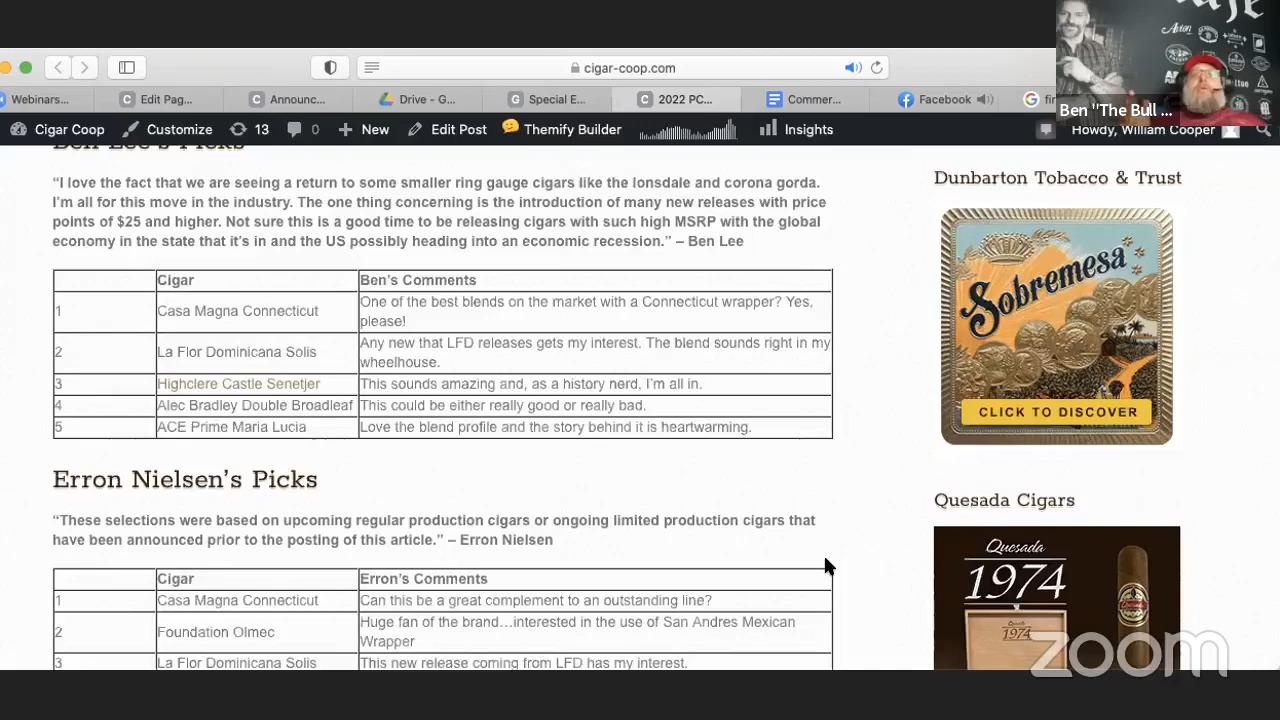 cigar-coop.com
Webinars...
Edit Pag...
Announc...
Drive - G...
Special E...
2022 PC...
Commer...
Facebook
Ben "The Bull ...
Cigar Coop
Customize
13
0
New
Edit Post
Themify Builder
Insights
Howdy, William Cooper
Ben Lee's Picks
“I love the fact that we are seeing a return to some smaller ring gauge cigars like the lonsdale and corona gorda.
I'm all for this move in the industry. The one thing concerning is the introduction of many new releases with price
points of $25 and higher. Not sure this is a good time to be releasing cigars with such high MSRP with the global
economy in the state that it's in and the US possibly heading into an economic recession.” – Ben Lee
Cigar Ben's Comments
1 Casa Magna Connecticut One of the best blends on the market with a Connecticut wrapper? Yes,
please!
2 La Flor Dominicana Solis Any new that LFD releases gets my interest. The blend sounds right in my
wheelhouse.
3 Highclere Castle Senetjer This sounds amazing and, as a history nerd, I'm all in.
4 Alec Bradley Double Broadleaf This could be either really good or really bad.
5 ACE Prime Maria Lucia Love the blend profile and the story behind it is heartwarming.
Erron Nielsen's Picks
“These selections were based on upcoming regular production cigars or ongoing limited production cigars that
have been announced prior to the posting of this article.” – Erron Nielsen
Cigar Erron's Comments
1 Casa Magna Connecticut Can this be a great complement to an outstanding line?
2 Foundation Olmec Huge fan of the brand…interested in the use of San Andres Mexican
Wrapper
3 La Flor Dominicana Solis This new release coming from LFD has my interest.
Dunbarton Tobacco & Trust
Sobremesa
CLICK TO DISCOVER
Quesada Cigars
Quesada
1974
Quesada
1974
zoom